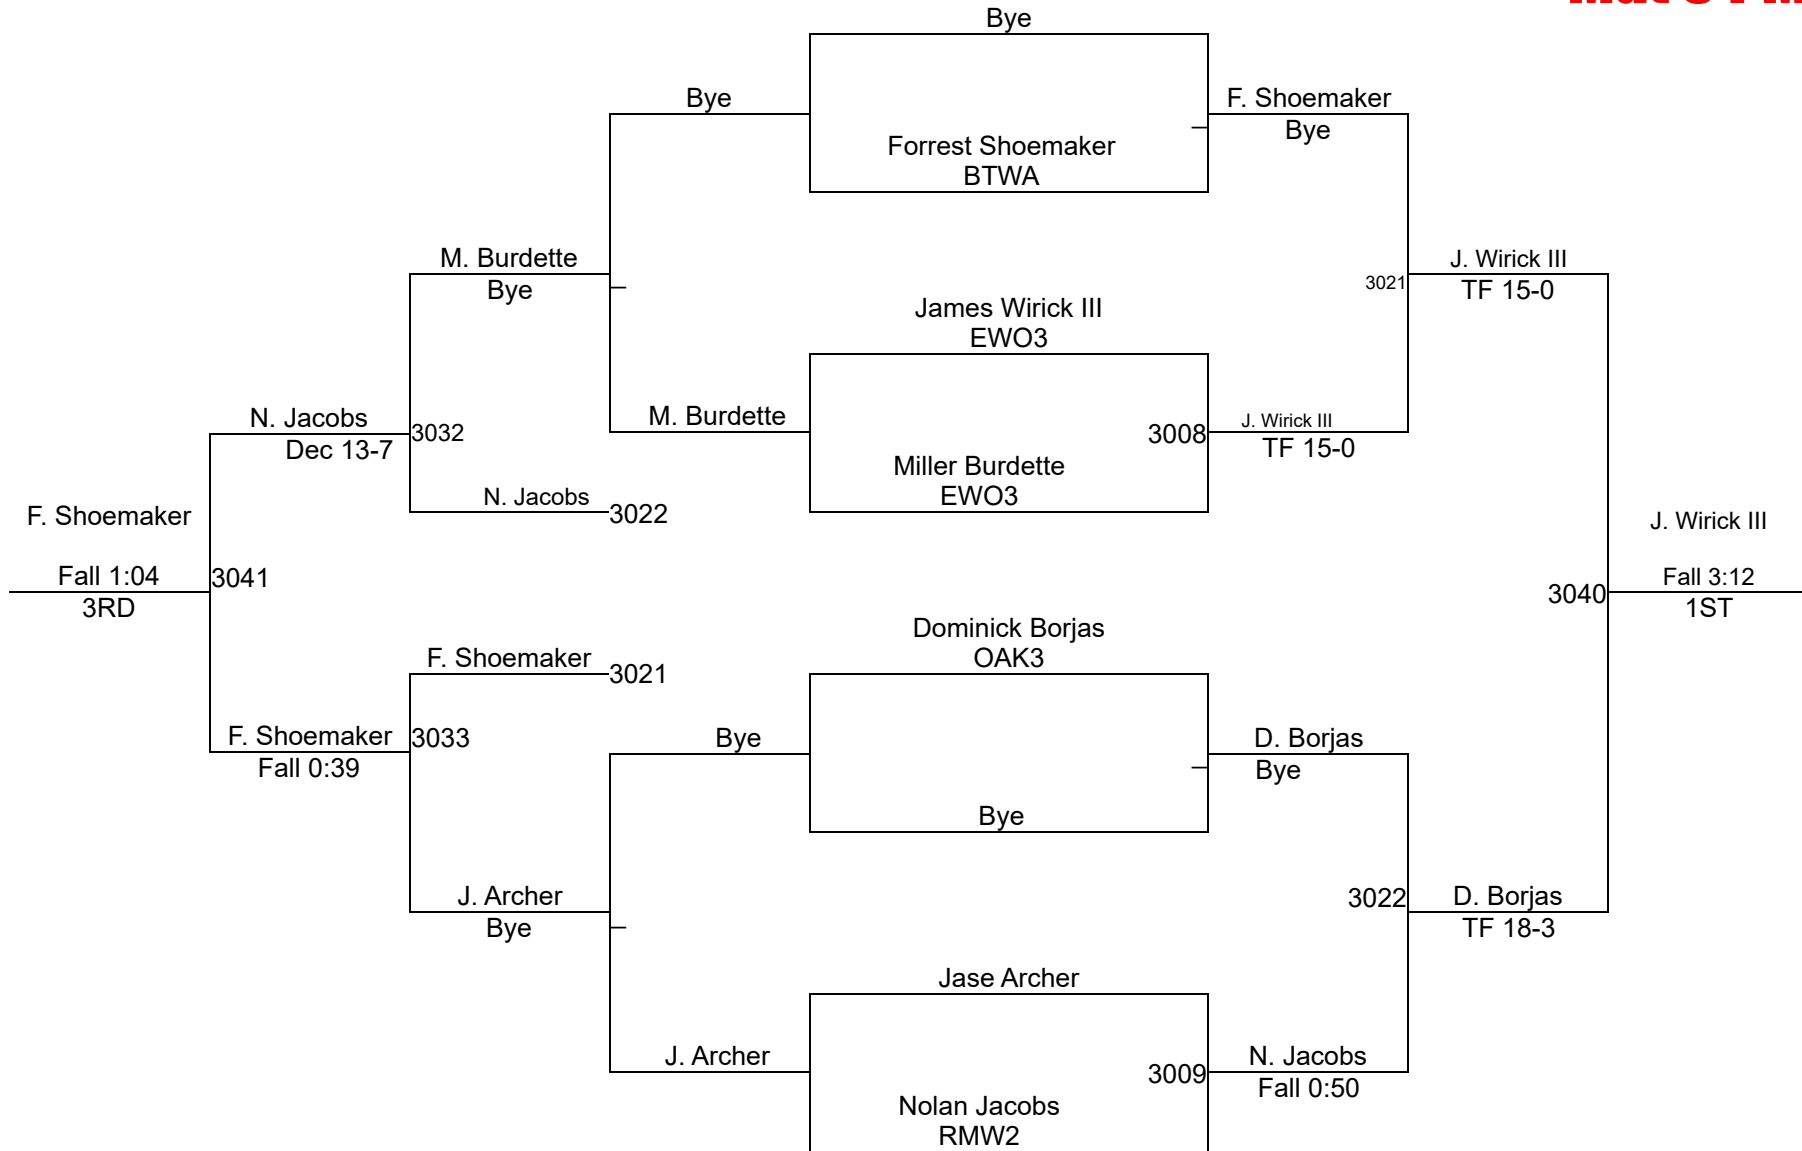 Bye
Bye
F. Shoemaker
Bye
Forrest Shoemaker
BTWA
M. Burdette
Bye
J. Wirick III
TF 15-0
3021
James Wirick III
EWO3
N. Jacobs
Dec 13-7
3032
M. Burdette
3008
J. Wirick III
TF 15-0
Miller Burdette
EWO3
N. Jacobs
3022
F. Shoemaker
J. Wirick III
Fall 1:04
3RD
3041
3040
Fall 3:12
1ST
Dominick Borjas
OAK3
F. Shoemaker
3021
F. Shoemaker
Fall 0:39
3033
Bye
D. Borjas
Bye
Bye
J. Archer
Bye
3022
D. Borjas
TF 18-3
Jase Archer
J. Archer
3009
N. Jacobs
Fall 0:50
Nolan Jacobs
RMW2